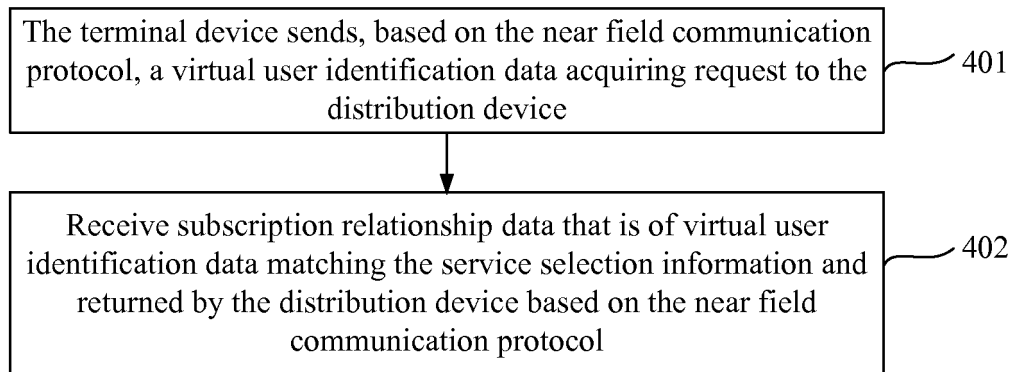 The terminal device sends, based on the near field communication
protocol, a virtual user identification data acquiring request to the
distribution device
401
Receive subscription relationship data that is of virtual user
identification data matching the service selection information and
returned by the distribution device based on the near field
communication protocol
402